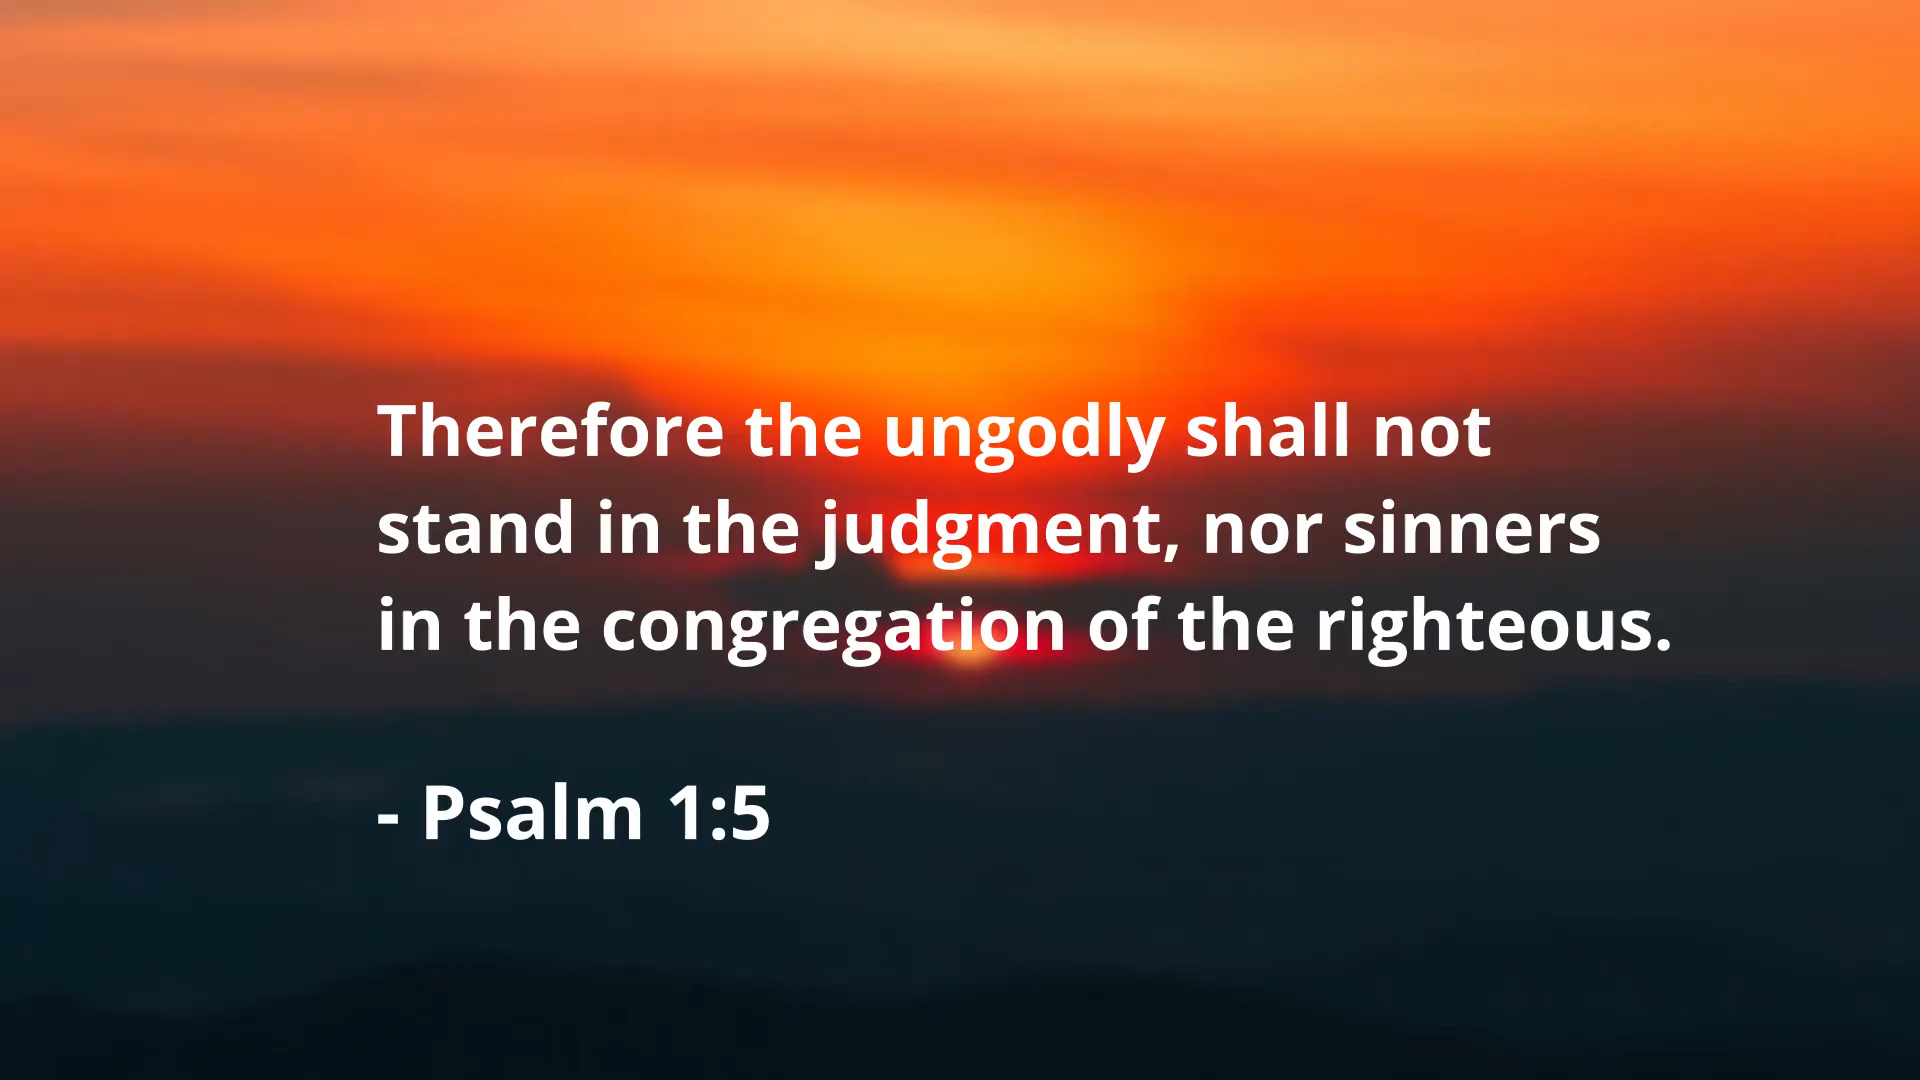 Therefore the ungodly shall not
stand in the judgment, nor sinners
in the congregation of the righteous.
- Psalm 1:5